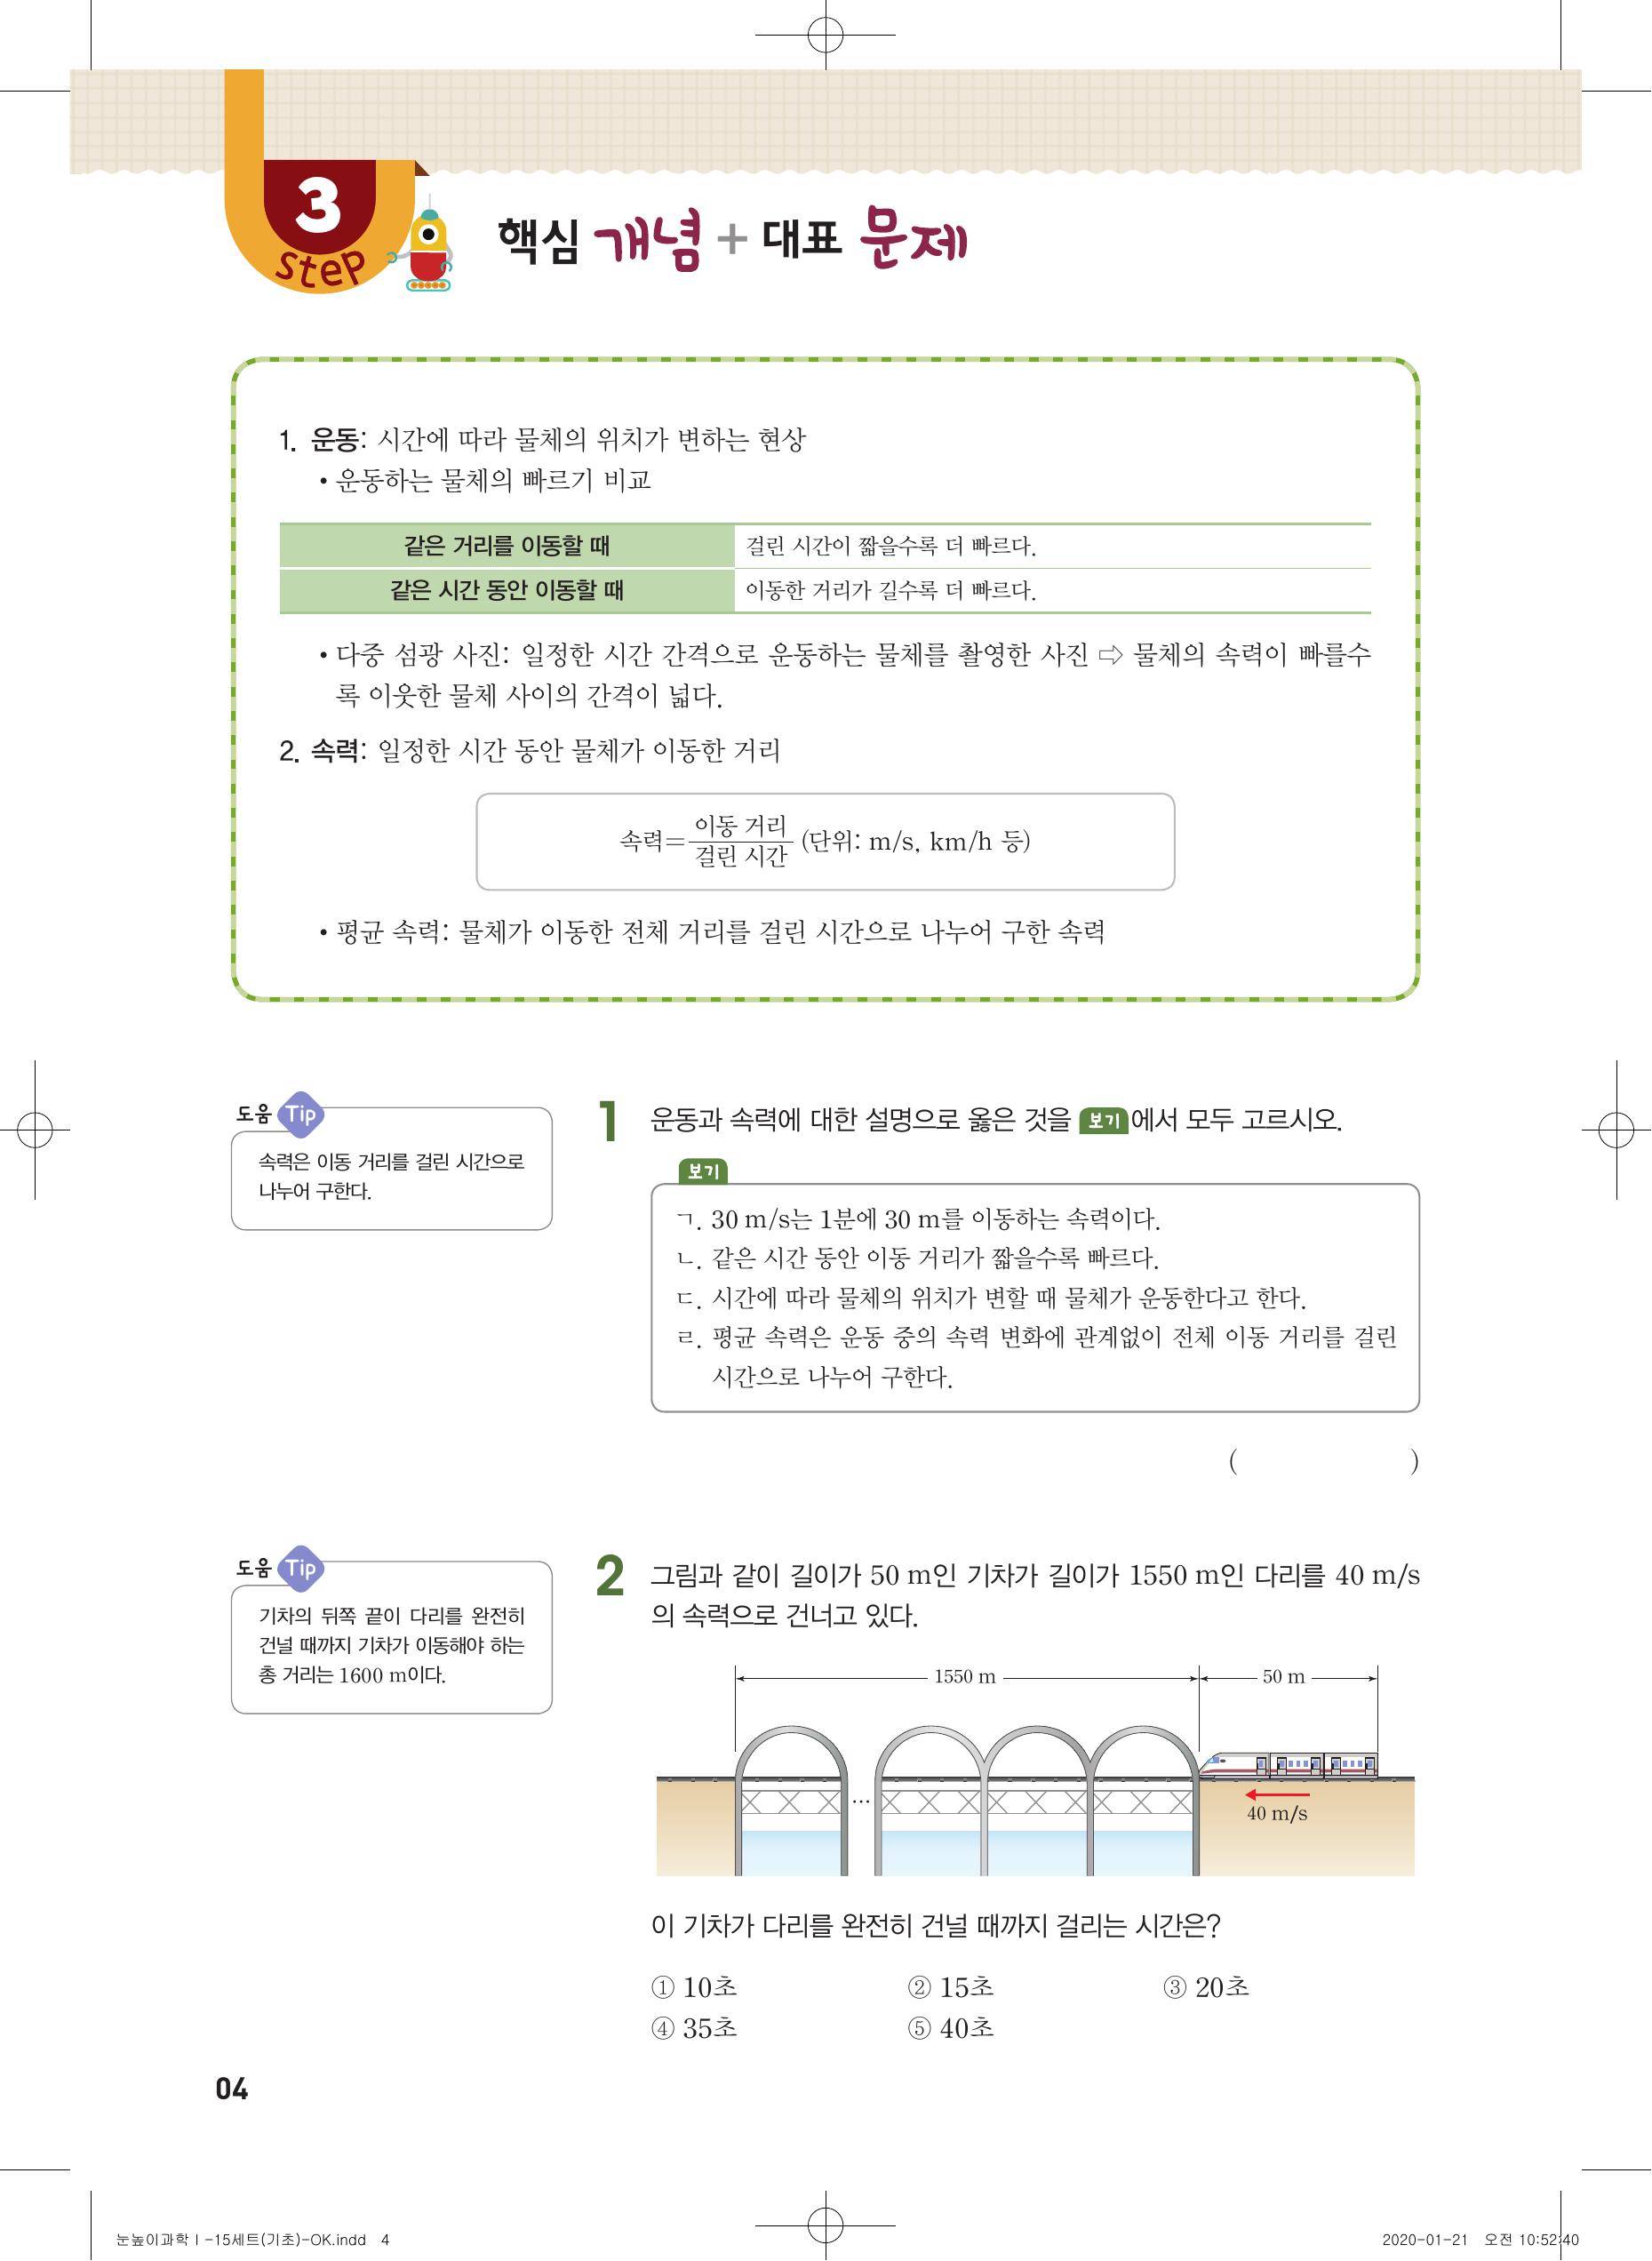 3
step
핵심 개념 + 대표 문제
1. 운동: 시간에 따라 물체의 위치가 변하는 현상
• 운동하는 물체의 빠르기 비교
같은 거리를 이동할 때 걸린 시간이 짧을수록 더 빠르다.
같은 시간 동안 이동할 때 이동한 거리가 길수록 더 빠르다.
• 다중 섬광 사진: 일정한 시간 간격으로 운동하는 물체를 촬영한 사진 ⇨ 물체의 속력이 빠를수
록 이웃한 물체 사이의 간격이 넓다.
2. 속력: 일정한 시간 동안 물체가 이동한 거리
속력=이동 거리/걸린 시간 (단위: m/s, km/h 등)
• 평균 속력: 물체가 이동한 전체 거리를 걸린 시간으로 나누어 구한 속력
도움 Tip
속력은 이동 거리를 걸린 시간으로
나누어 구한다.
1 운동과 속력에 대한 설명으로 옳은 것을 보기 에서 모두 고르시오.
보기
ㄱ. 30 m/s는 1분에 30 m를 이동하는 속력이다.
ㄴ. 같은 시간 동안 이동 거리가 짧을수록 빠르다.
ㄷ. 시간에 따라 물체의 위치가 변할 때 물체가 운동한다고 한다.
ㄹ. 평균 속력은 운동 중의 속력 변화에 관계없이 전체 이동 거리를 걸린
시간으로 나누어 구한다.
( )
도움 Tip
기차의 뒤쪽 끝이 다리를 완전히
건널 때까지 기차가 이동해야 하는
총 거리는 1600 m이다.
2 그림과 같이 길이가 50 m인 기차가 길이가 1550 m인 다리를 40 m/s
의 속력으로 건너고 있다.
1550 m 50 m
...
40 m/s
이 기차가 다리를 완전히 건널 때까지 걸리는 시간은?
① 10초 ② 15초 ③ 20초
④ 35초 ⑤ 40초
04
눈높이과학Ⅰ-15세트(기초)-OK.indd 4 2020-01-21 오전 10:52:40